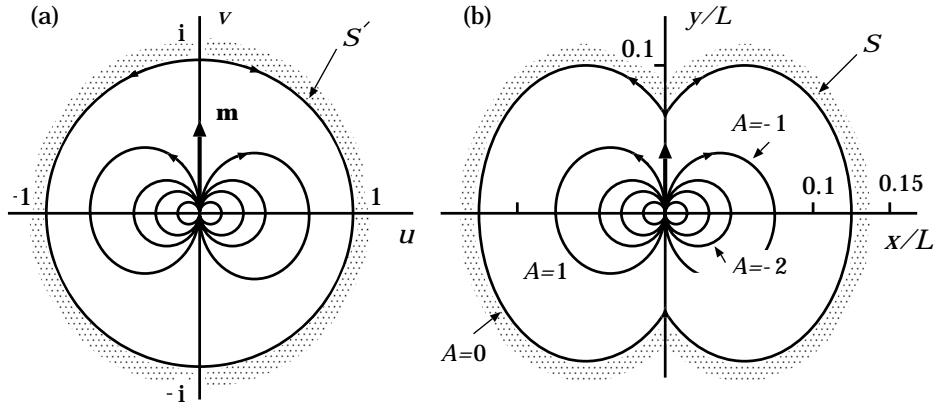 (a)
v
i
S′
m
-1
1
u
-i
(b)
y/L
0.1
S
A=-1
0.1
0.15
x/L
A=1
A=-2
A=0